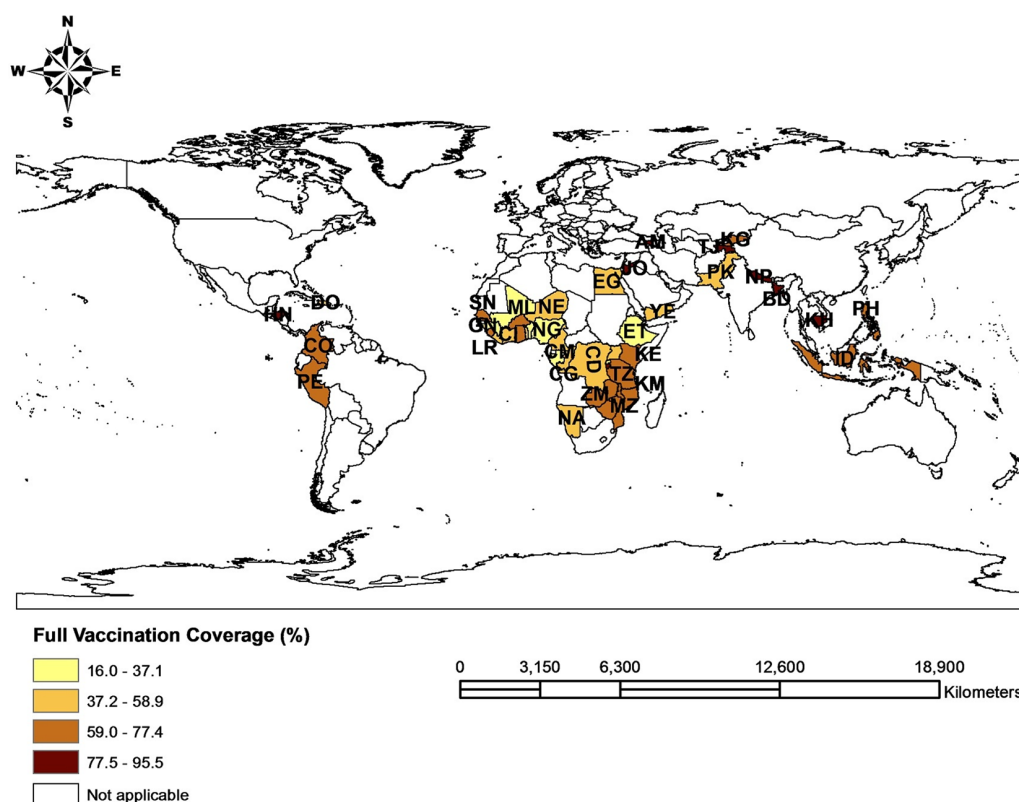 N
W E
S
AM KG
TJ
JO PK NP
EG BD
HN DO SN ML NE YE PH
KH
GN CI NG ET
LR CM KE
CO CD ID
CG TZ KM
PE ZM MZ
NA
Full Vaccination Coverage (%)
16.0 - 37.1
37.2 - 58.9
59.0 - 77.4
77.5 - 95.5
Not applicable
0 3,150 6,300 12,600 18,900
Kilometers